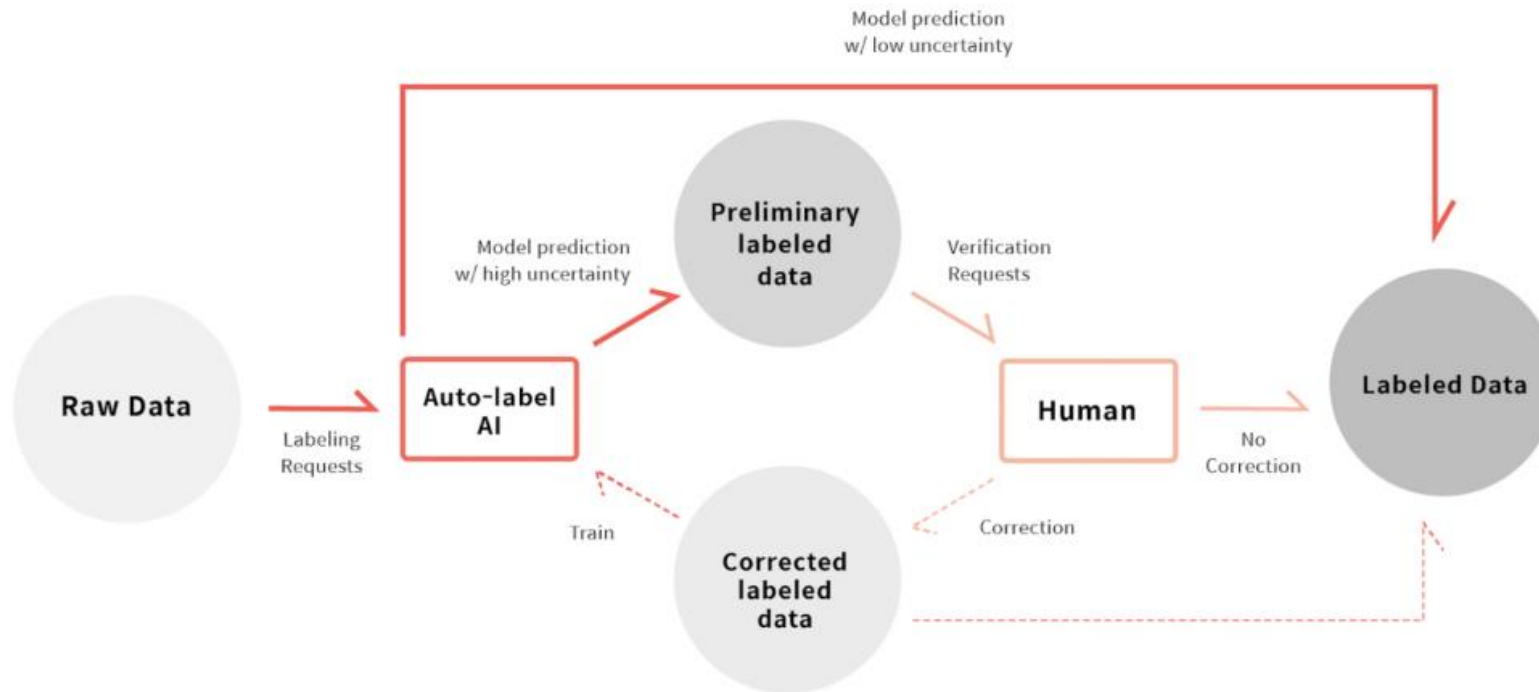 Model prediction
w/ low uncertainty
Preliminary
labeled
data
Model prediction
w/ high uncertainty
Verification
Requests
Raw Data
Labeling
Requests
Auto-label
AI
Human
No
Correction
Labeled Data
Train
Correction
Corrected
labeled
data